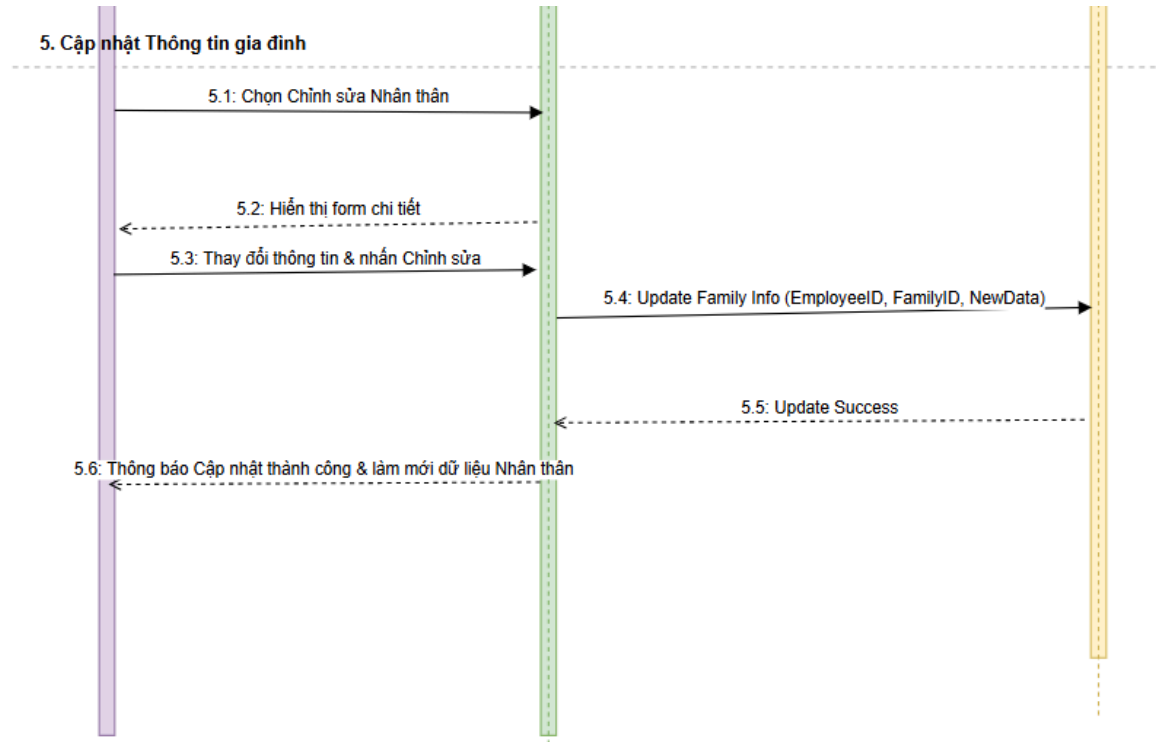 5. Cập nhật Thông tin gia đình
5.1: Chọn Chỉnh sửa Nhân thân
5.2: Hiển thị form chi tiết
5.3: Thay đổi thông tin & nhấn Chỉnh sửa
5.4: Update Family Info (EmployeeID, FamilyID, NewData)
5.5: Update Success
5.6: Thông báo Cập nhật thành công & làm mới dữ liệu Nhân thân